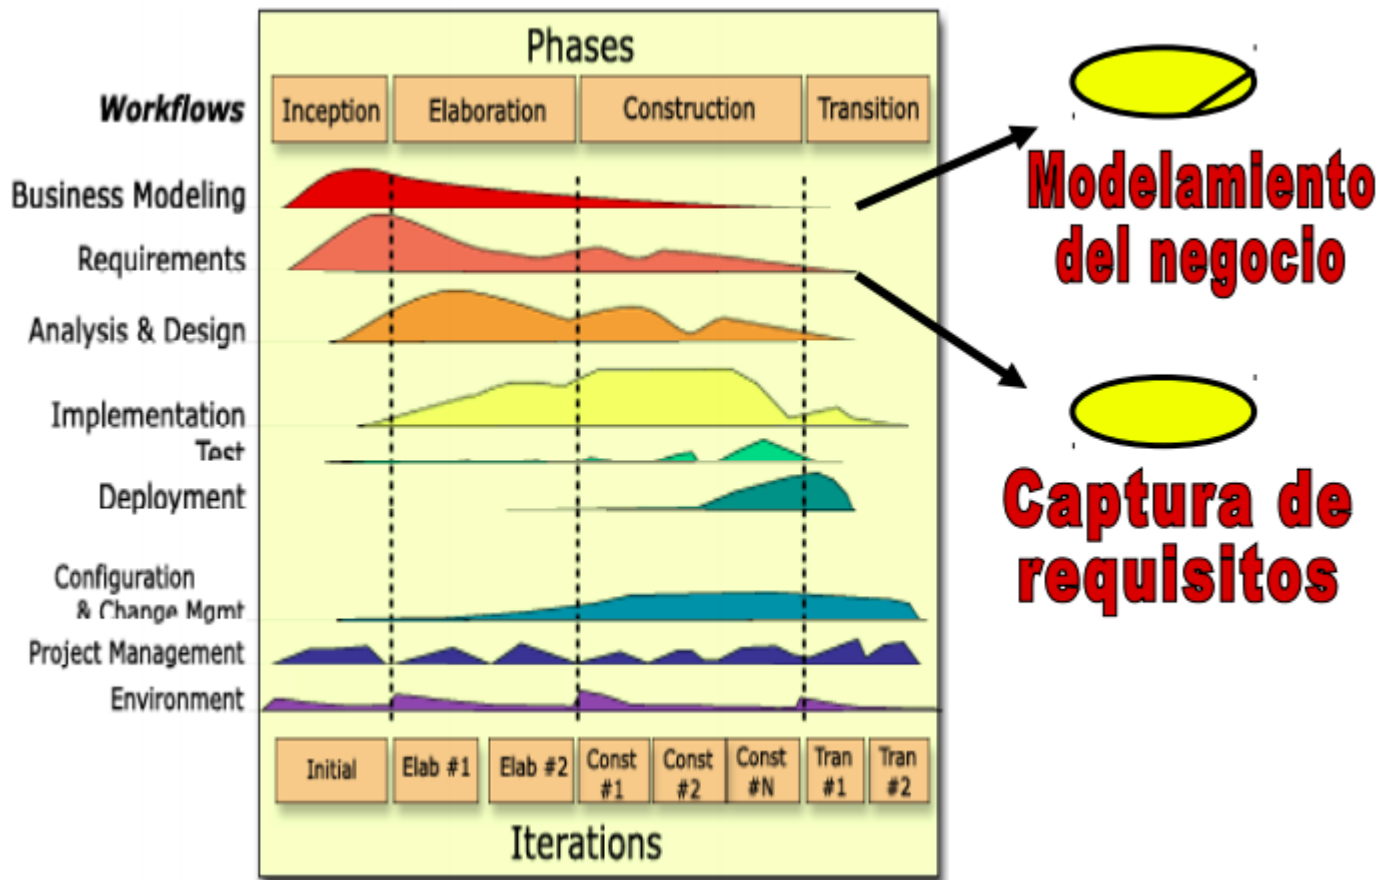 Phases
Workflows
Inception
Elaboration
Construction
Transition
Business Modeling
Requirements
Analysis & Design
Implementation
Test
Deployment
Configuration
& Change Mgmt
Project Management
Environment
Initial
Elab #1
Elab #2
Const
#1
Const
#2
Const
#N
Tran
#1
Tran
#2
Iterations
Modelamiento
del negocio
Captura de
requisitos